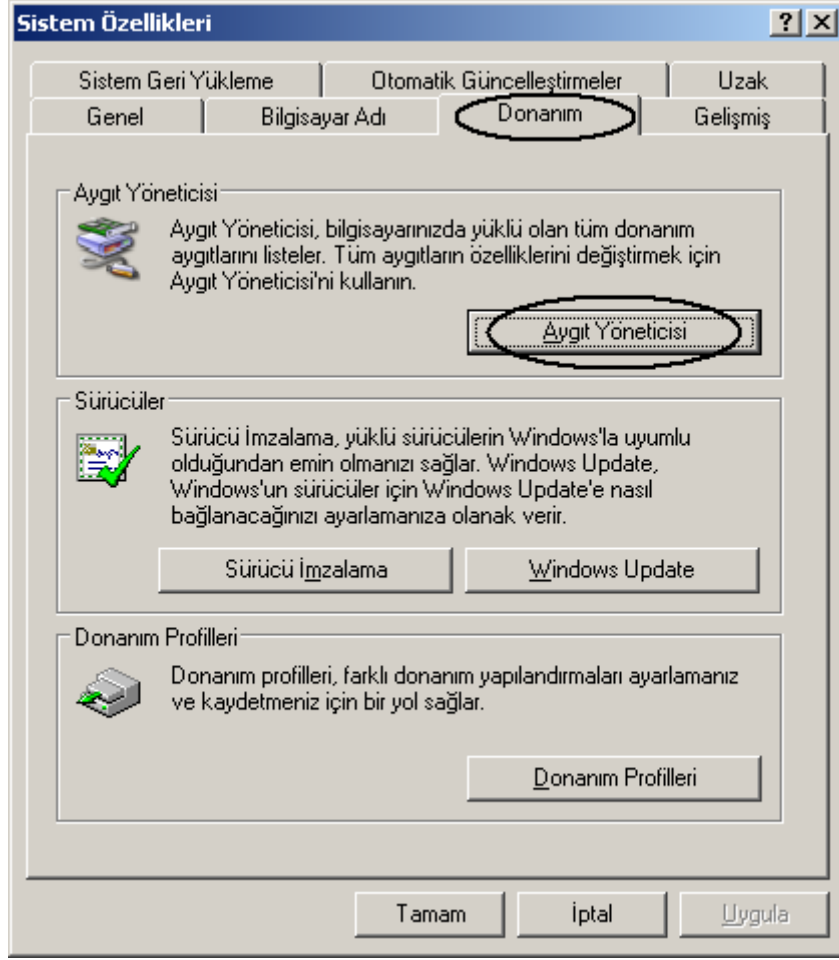 Sistem Özellikleri
Sistem Geri Yükleme
Otomatik Güncelleştirmeler
Uzak
Genel
Bilgisayar Adı
Donanım
Gelişmiş
Aygıt Yöneticisi
Aygıt Yöneticisi, bilgisayarınızda yüklü olan tüm donanım
aygıtlarını listeler. Tüm aygıtların özelliklerini değiştirmek için
Aygıt Yöneticisi'ni kullanın.
Aygıt Yöneticisi
Sürücüler
Sürücü İmzalama, yüklü sürücülerin Windows'la uyumlu
olduğundan emin olmanızı sağlar. Windows Update,
Windows'un sürücüler için Windows Update'e nasıl
bağlanacağınızı ayarlamanıza olanak verir.
Sürücü İmzalama
Windows Update
Donanım Profilleri
Donanım profilleri, farklı donanım yapılandırmaları ayarlamanız
ve kaydetmeniz için bir yol sağlar.
Donanım Profilleri
Tamam
İptal
Uygula